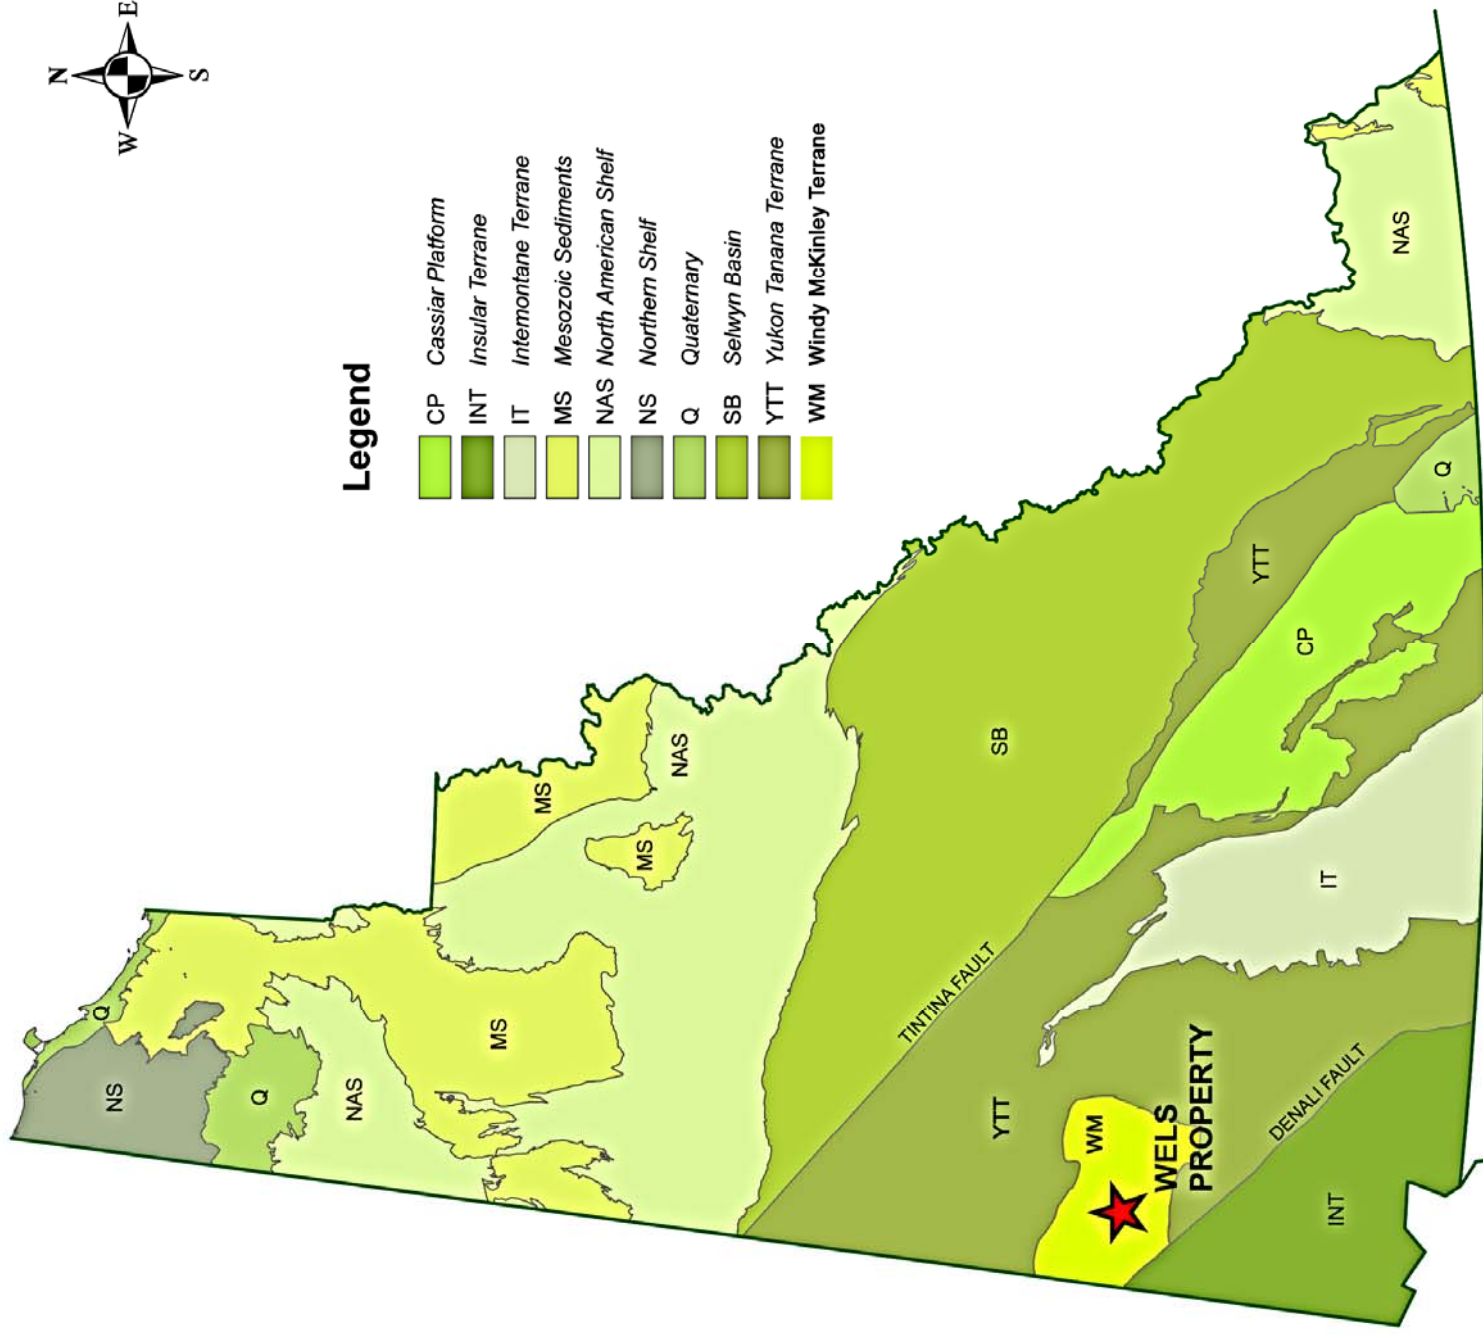 N
W
E
S
Legend
CP Cassiar Platform
INT Insular Terrane
IT Intemontane Terrane
MS Mesozoic Sediments
NAS North American Shelf
NS Northern Shelf
Q Quaternary
SB Selwyn Basin
YTT Yukon Tanana Terrane
WM Windy McKinley Terrane
NS
Q
Q
NAS
MS
MS
MS
NAS
SB
TINTINA FAULT
YTT
WM
WELS
PROPERTY
DENALI FAULT
INT
IT
CP
YTT
Q
NAS